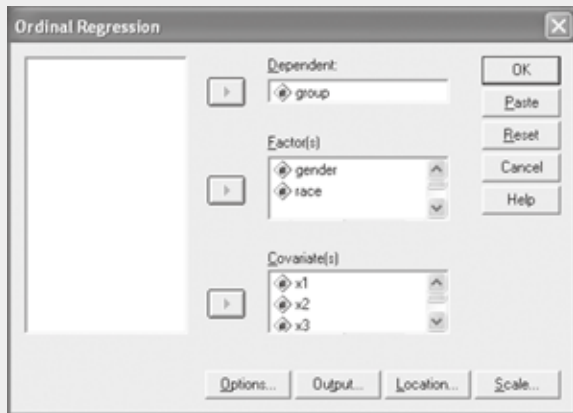 Ordinal Regression
Dependent:
group
Factor(s)
gender
race
Covariate(s)
x1
x2
x3
OK
Paste
Reset
Cancel
Help
Options...
Output...
Location...
Scale...